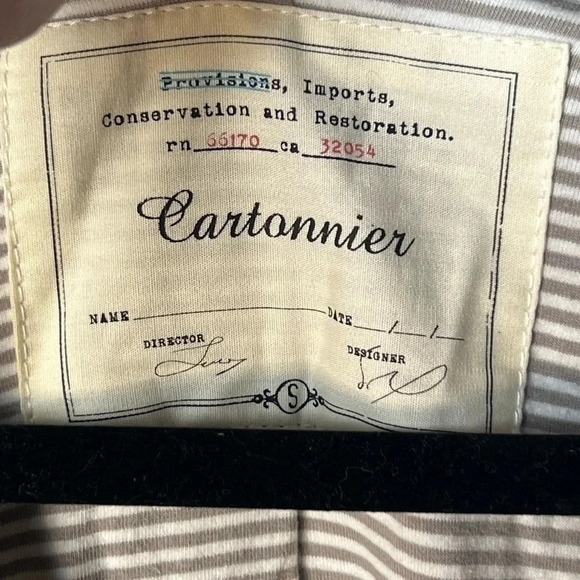 Provisions, Imports,
Conservation and Restoration.
rn 66170 ca 32054
Cartonnier
NAME DATE / /
DIRECTOR DESIGNER
S